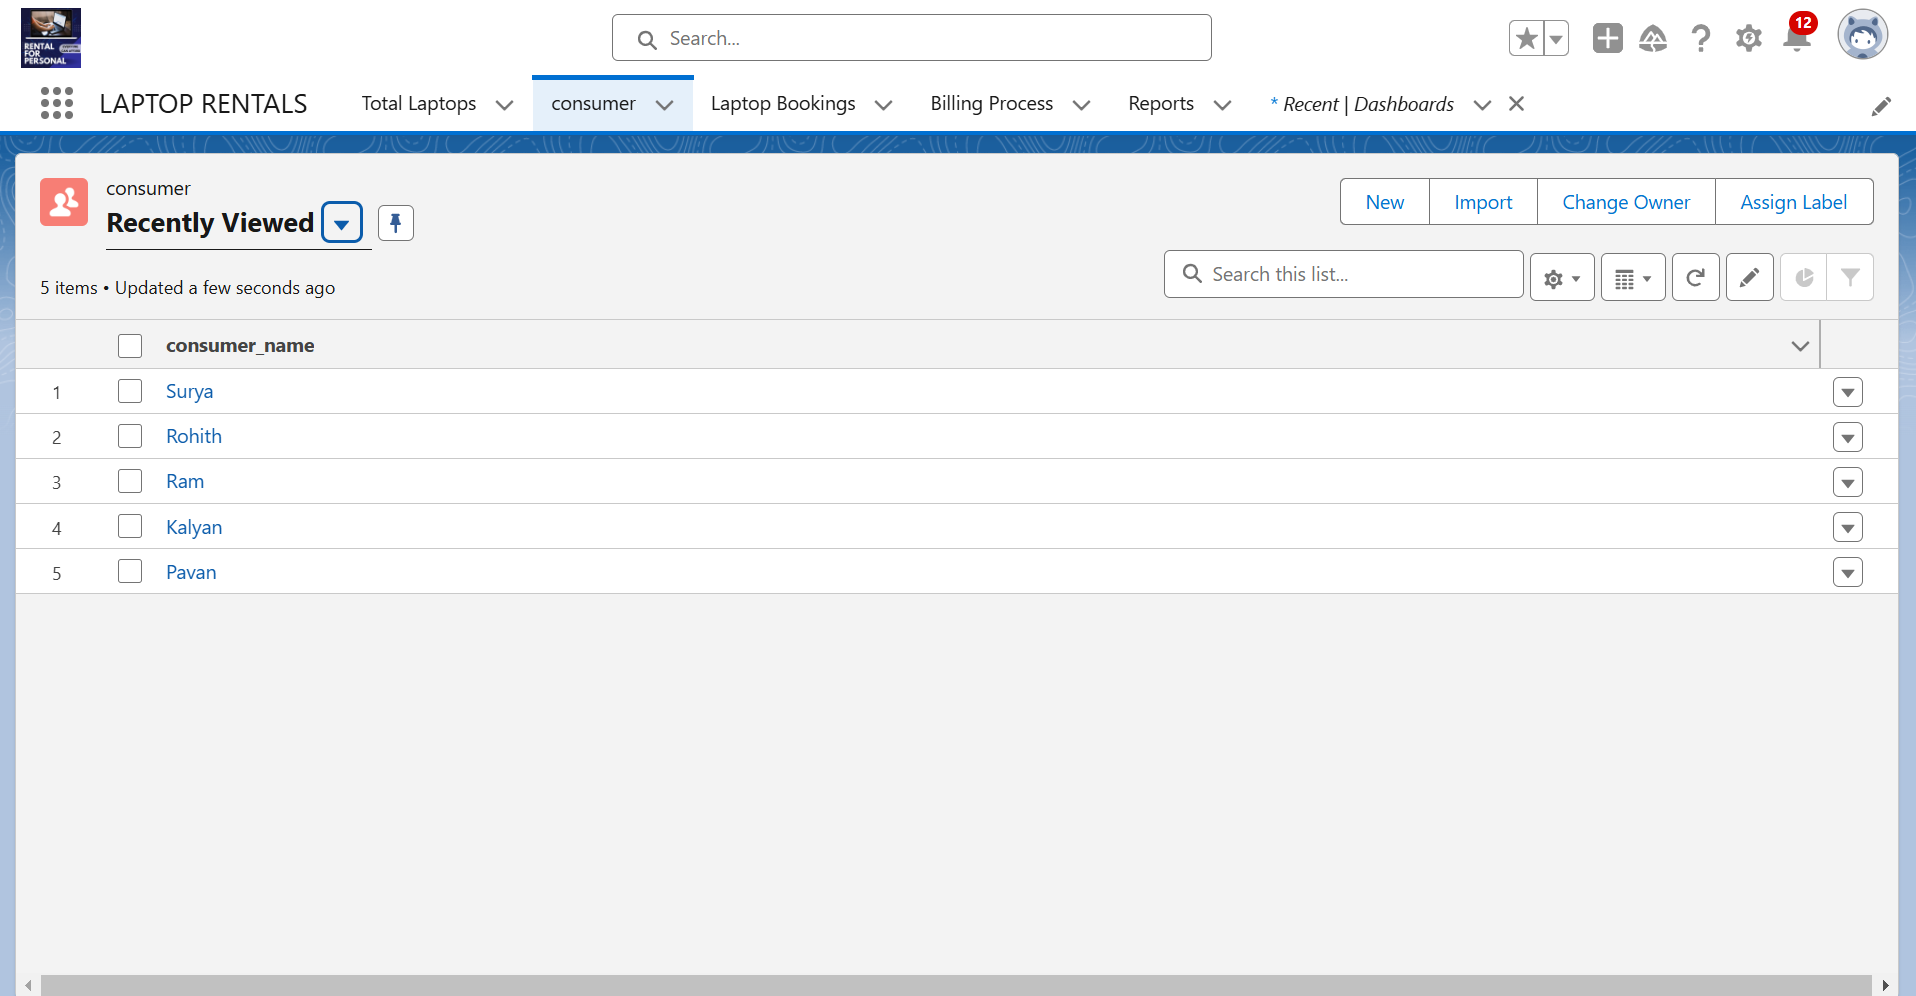 RENTAL
FOR
PERSONAL
Search...
12
LAPTOP RENTALS
Total Laptops
consumer
Laptop Bookings
Billing Process
Reports
* Recent | Dashboards
consumer
Recently Viewed
New
Import
Change Owner
Assign Label
5 items • Updated a few seconds ago
Search this list...
consumer_name
1 Surya
2 Rohith
3 Ram
4 Kalyan
5 Pavan